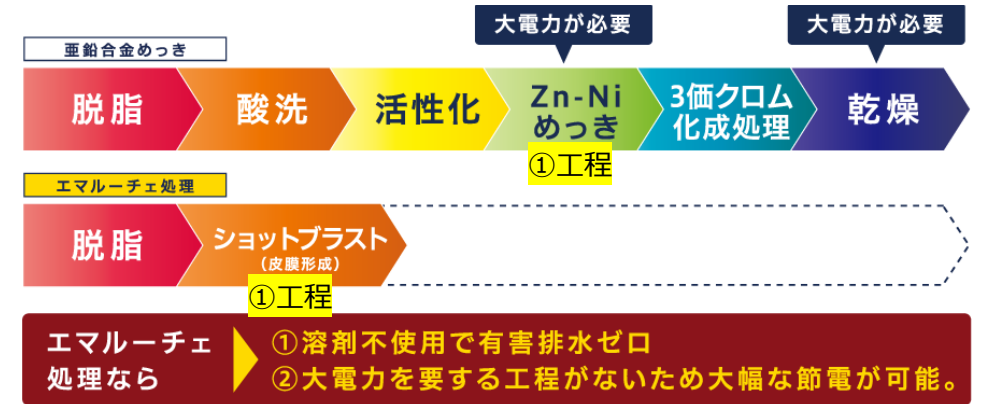 大電力が必要
大電力が必要
亜鉛合金めっき
脱脂
酸洗
活性化
Zn-Ni
めっき
3価クロム
化成処理
乾燥
①工程
エマルーチェ処理
脱脂
ショットブラスト
(皮膜形成)
①工程
エマルーチェ
処理なら
①溶剤不使用で有害排水ゼロ
②大電力を要する工程がないため大幅な節電が可能。